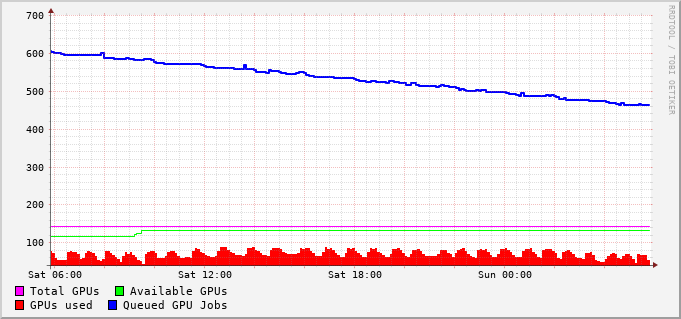 700
600
500
400
300
200
100
Sat 06:00 Sat 12:00 Sat 18:00 Sun 00:00
Total GPUs Available GPUs
GPUs used Queued GPU Jobs
RRDTOOL / TOBI OETIKER